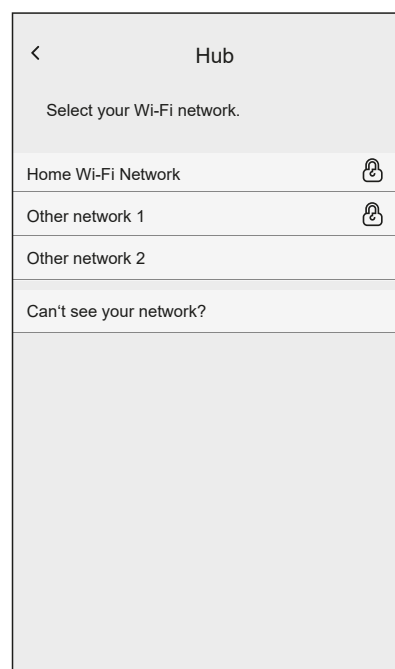 Hub
Select your Wi-Fi network.
Home Wi-Fi Network
Other network 1
Other network 2
Can‘t see your network?